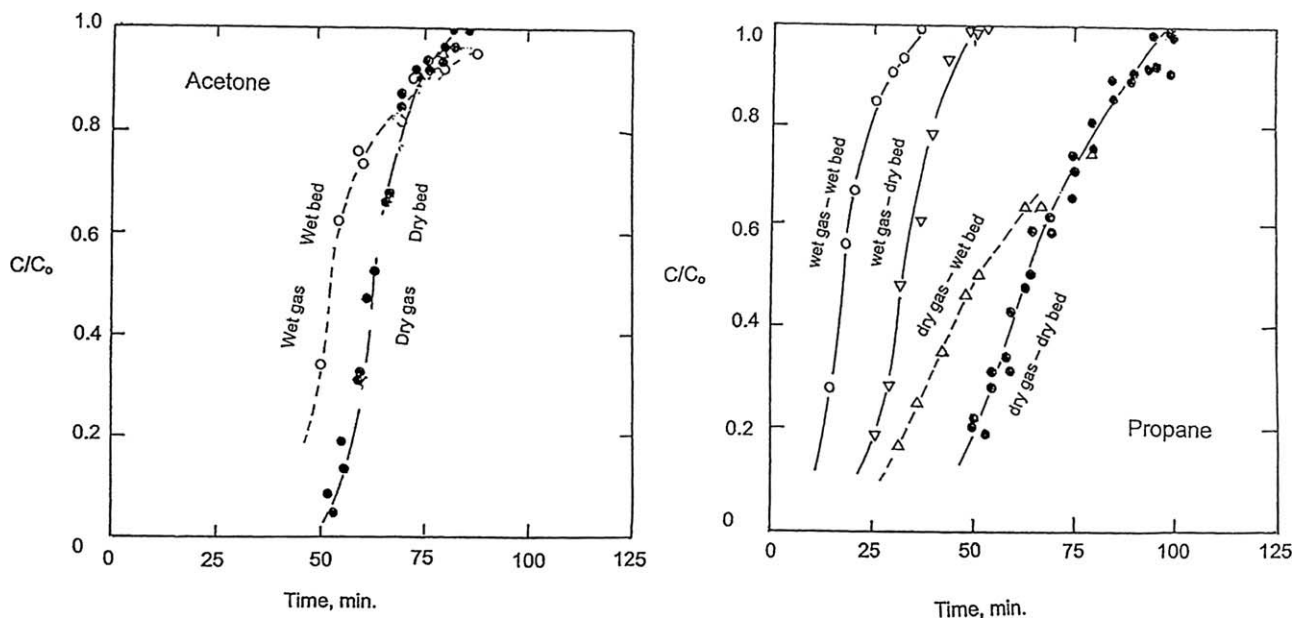 Acetone
C/Co
1.0
0.8
0.6
0.4
0.2
0
Wet bed
Dry bed
Wet gas
Dry gas
0 25 50 75 100 125
Time, min.
Propane
C/Co
1.0
0.8
0.6
0.4
0.2
0
wet gas – wet bed
wet gas – dry bed
dry gas – wet bed
dry gas – dry bed
0 25 50 75 100 125
Time, min.